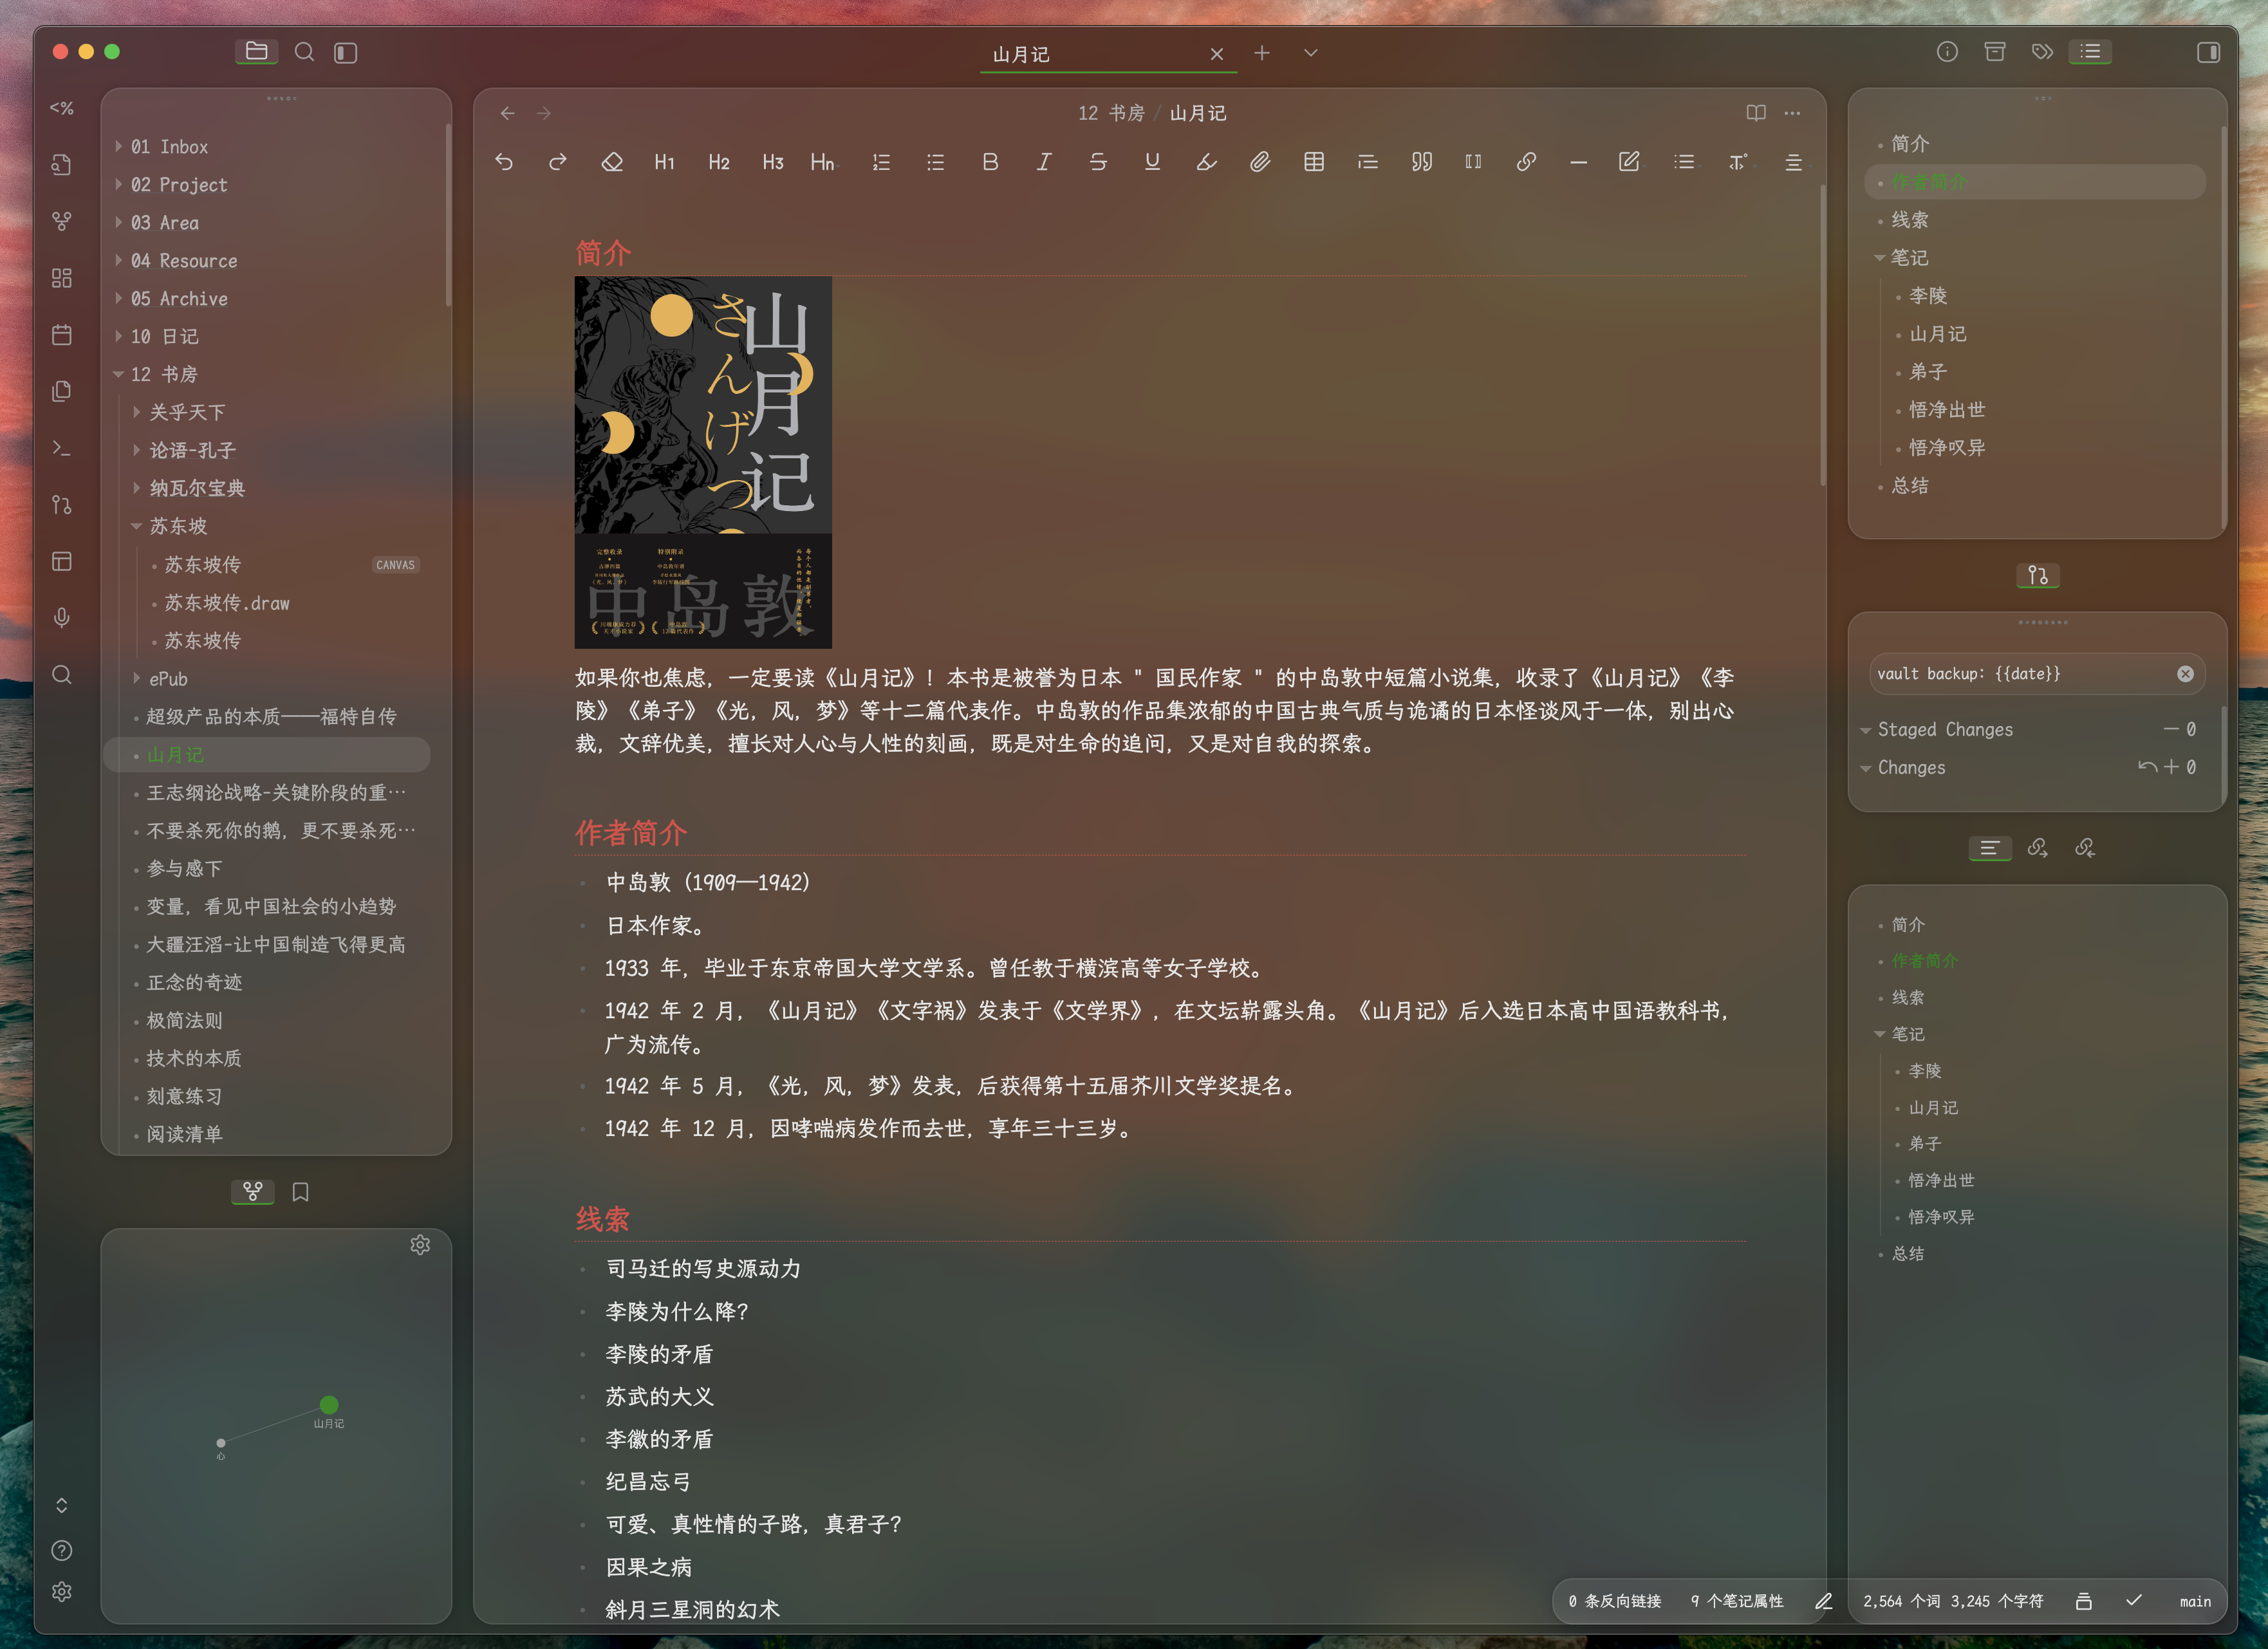 山月记
<%
01 Inbox
02 Project
03 Area
04 Resource
05 Archive
10 日记
12 书房
关乎天下
论语-孔子
纳瓦尔宝典
苏东坡
苏东坡传
CANVAS
苏东坡传.draw
苏东坡传
ePub
超级产品的本质——福特自传
山月记
王志纲论战略-关键阶段的重…
不要杀死你的鹅，更不要杀死…
参与感下
变量，看见中国社会的小趋势
大疆汪滔-让中国制造飞得更高
正念的奇迹
极简法则
技术的本质
刻意练习
阅读清单
山月记
心
12 书房 / 山月记
H1 H2 H3 Hn
简介
山月记
さんげつ
完整收录
特别附录
中岛敦
如果你也焦虑，一定要读《山月记》！本书是被誉为日本 " 国民作家 " 的中岛敦中短篇小说集，收录了《山月记》《李
陵》《弟子》《光，风，梦》等十二篇代表作。中岛敦的作品集浓郁的中国古典气质与诡谲的日本怪谈风于一体，别出心
裁，文辞优美，擅长对人心与人性的刻画，既是对生命的追问，又是对自我的探索。
作者简介
中岛敦（1909—1942）
日本作家。
1933 年，毕业于东京帝国大学文学系。曾任教于横滨高等女子学校。
1942 年 2 月，《山月记》《文字祸》发表于《文学界》，在文坛崭露头角。《山月记》后入选日本高中国语教科书，
广为流传。
1942 年 5 月，《光，风，梦》发表，后获得第十五届芥川文学奖提名。
1942 年 12 月，因哮喘病发作而去世，享年三十三岁。
线索
司马迁的写史源动力
李陵为什么降？
李陵的矛盾
苏武的大义
李徽的矛盾
纪昌忘弓
可爱、真性情的子路，真君子？
因果之病
斜月三星洞的幻术
简介
作者简介
线索
笔记
李陵
山月记
弟子
悟净出世
悟净叹异
总结
vault backup: {{date}}
Staged Changes 0
Changes 0
简介
作者简介
线索
笔记
李陵
山月记
弟子
悟净出世
悟净叹异
总结
0 条反向链接 9 个笔记属性 2,564 个词 3,245 个字符 main